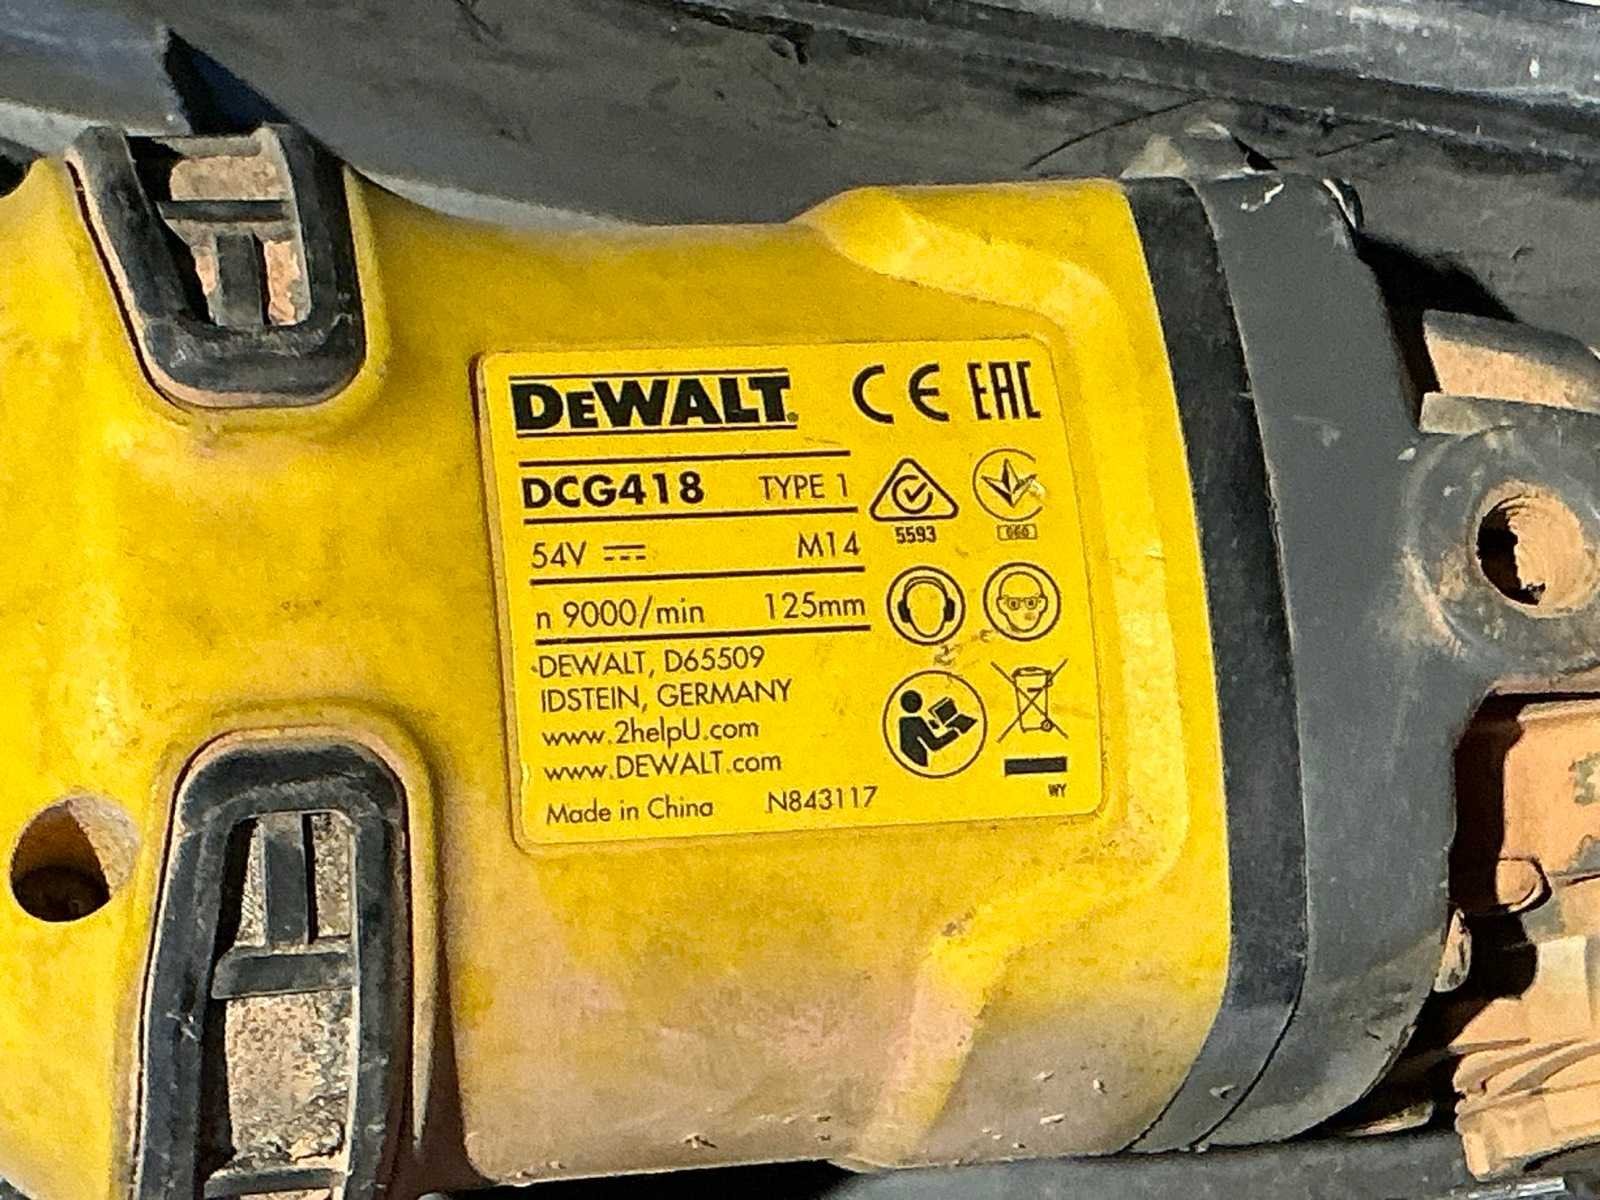 DEWALT
CE EAC
DCG418 TYPE 1
5593
54V M14
n 9000/min 125mm
DEWALT, D65509
IDSTEIN, GERMANY
www.2helpU.com
www.DEWALT.com
Made in China N843117
WY